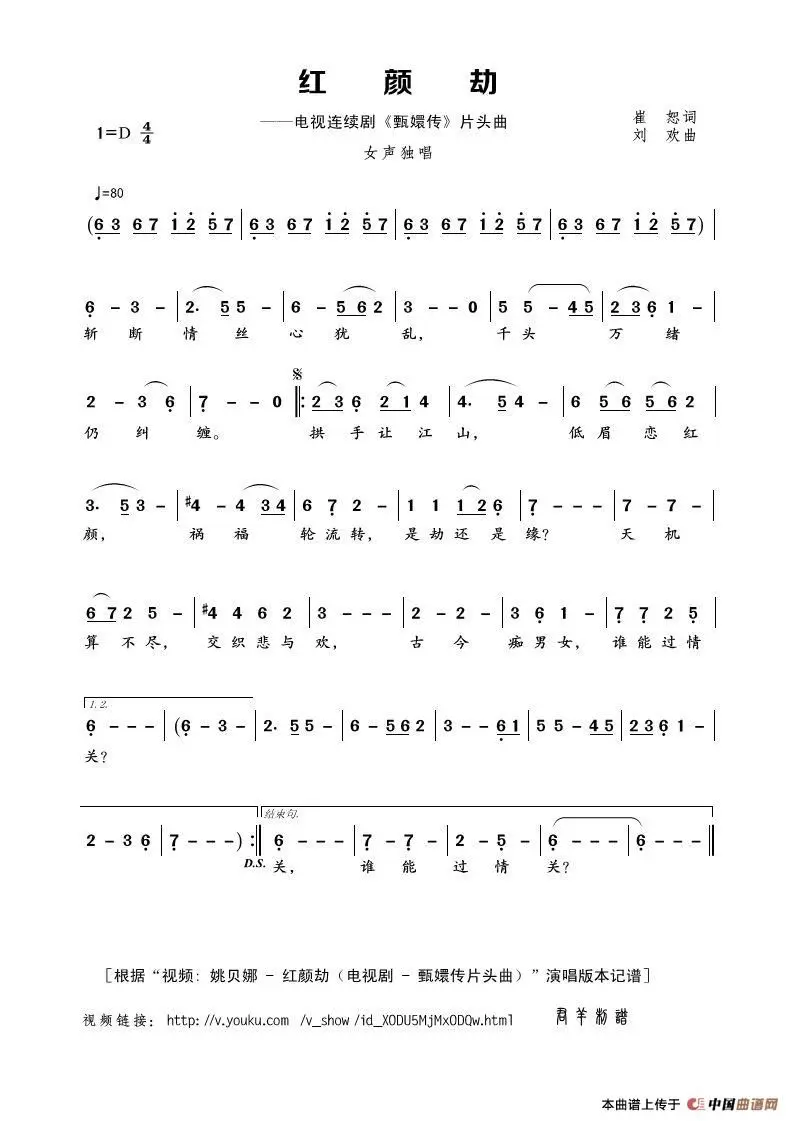 红 颜 劫
1=D 4/4
——电视连续剧《甄嬛传》片头曲
崔 恕词
刘 欢曲
女声独唱
♩=80
(6̣ 3 6 7 1̇ 2̇ 5 7 | 6̣ 3 6 7 1̇ 2̇ 5 7 | 6̣ 3 6 7 1̇ 2̇ 5 7 | 6̣ 3 6 7 1̇ 2̇ 5 7) |
6̣ - 3 - | 2. 5 5 - | 6 - 5 6 2 | 3 - - 0 | 5 5 - 4 5 | 2 3 6̣ 1 - |
斩 断 情 丝 心 犹 乱, 千 头 万 绪
2 - 3 6̣ | 7̣ - - 0 𝄋 ‖: 2 3 6̣ 2 1 4 | 4. 5 4 - | 6 5 6 5 6 2 |
仍 纠 缠。 拱 手 让 江 山, 低 眉 恋 红
3. 5 3 - | #4 - 4 3 4 | 6 7̣ 2 - | 1 1 1 2 6̣ | 7̣ - - - | 7 - 7 - |
颜, 祸 福 轮 流 转, 是 劫 还 是 缘? 天 机
6 7 2 5 - | #4 4 6 2 | 3 - - - | 2 - 2 - | 3 6̣ 1 - | 7̣ 7̣ 2 5̣ |
算 不 尽, 交 织 悲 与 欢, 古 今 痴 男 女, 谁 能 过 情
1. 2.
6̣ - - - | (6̣ - 3 - | 2. 5 5 - | 6 - 5 6 2 | 3 - - 6̣ 1 | 5 5 - 4 5 | 2 3 6̣ 1 - |
关?
结束句.
2 - 3 6̣ | 7̣ - - -) :‖ 6̣ - - - | 7̣ - 7̣ - | 2 - 5̣ - | 6̣ - - - | 6̣ - - - ‖
D.S. 关, 谁 能 过 情 关?
[根据“视频: 姚贝娜 - 红颜劫(电视剧 - 甄嬛传片头曲)”演唱版本记谱]
视频链接: http://v.youku.com /v_show /id_XODU5MjMxODQw.html 君羊制谱
本曲谱上传于 中国曲谱网